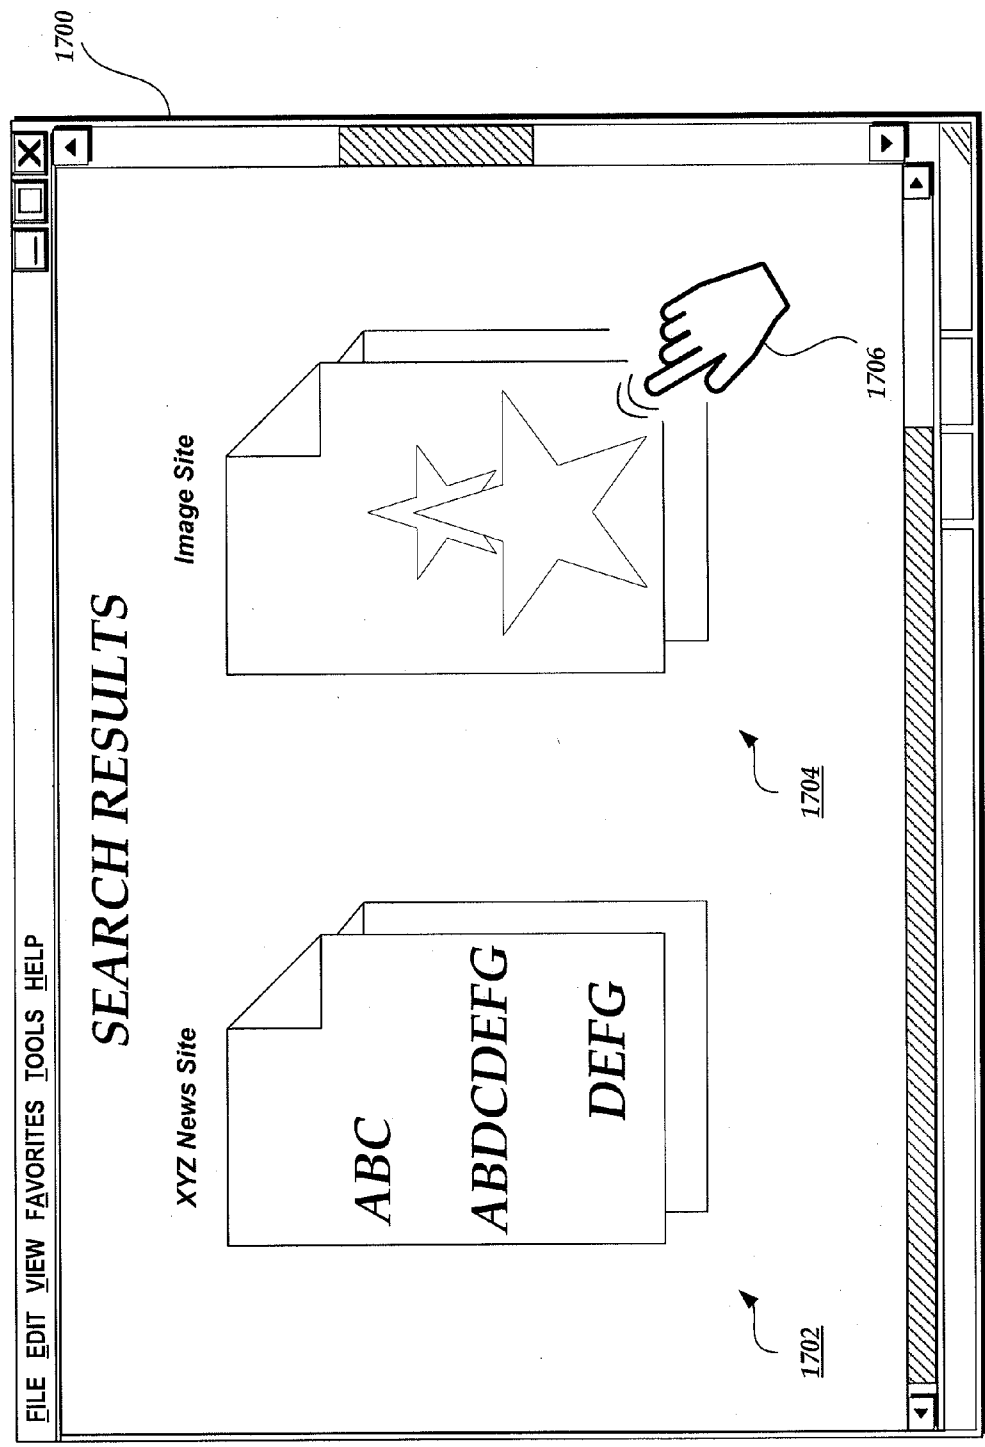 1700
FILE EDIT VIEW FAVORITES TOOLS HELP
SEARCH RESULTS
XYZ News Site
Image Site
ABC
ABDCDEFG
DEFG
1706
1702
1704